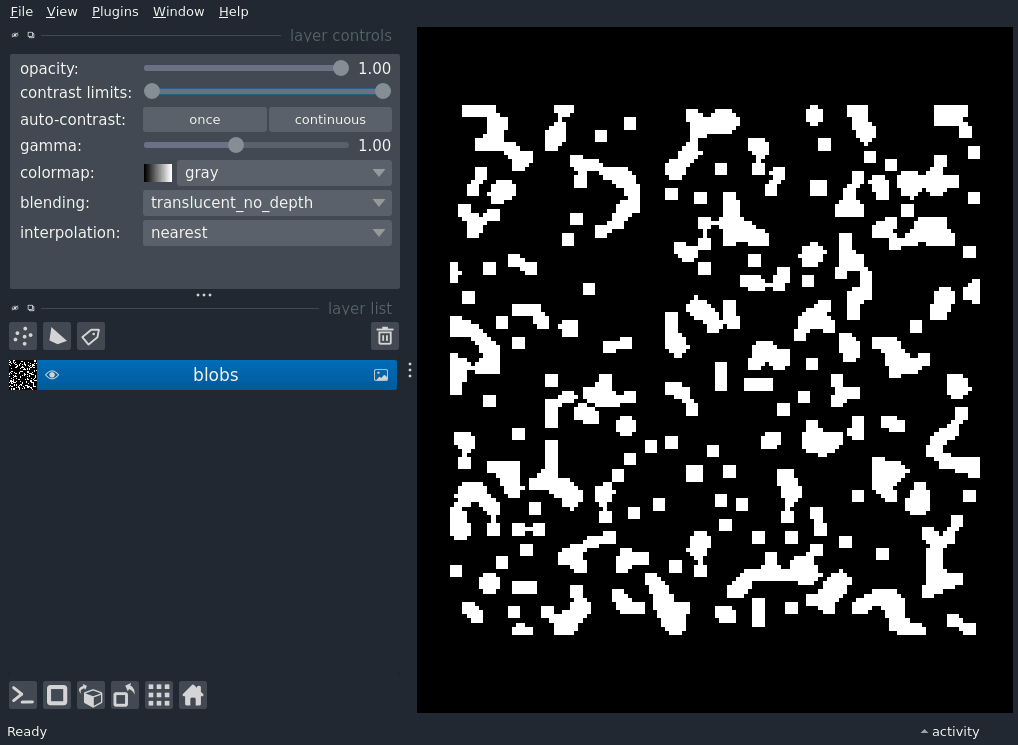 File View Plugins Window Help
layer controls
opacity: 1.00
contrast limits:
auto-contrast: once continuous
gamma: 1.00
colormap: gray
blending: translucent_no_depth
interpolation: nearest
layer list
blobs
Ready activity